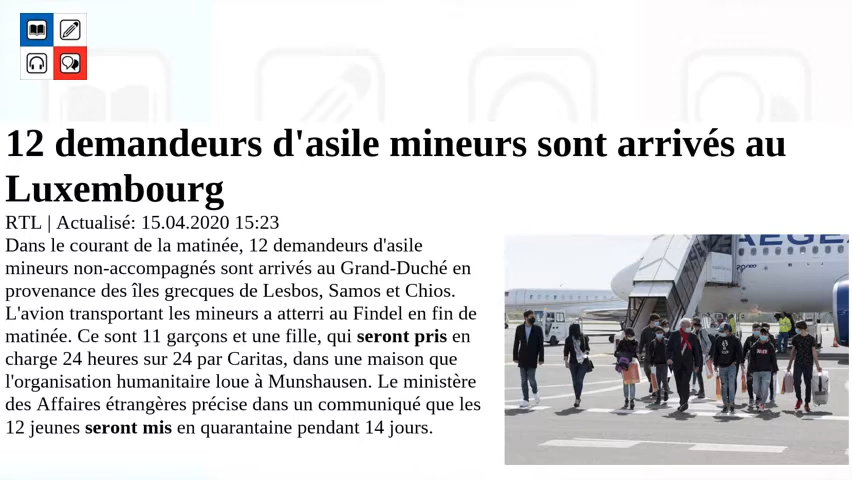 12 demandeurs d'asile mineurs sont arrivés au
Luxembourg
RTL | Actualisé: 15.04.2020 15:23
Dans le courant de la matinée, 12 demandeurs d'asile
mineurs non-accompagnés sont arrivés au Grand-Duché en
provenance des îles grecques de Lesbos, Samos et Chios.
L'avion transportant les mineurs a atterri au Findel en fin de
matinée. Ce sont 11 garçons et une fille, qui seront pris en
charge 24 heures sur 24 par Caritas, dans une maison que
l'organisation humanitaire loue à Munshausen. Le ministère
des Affaires étrangères précise dans un communiqué que les
12 jeunes seront mis en quarantaine pendant 14 jours.